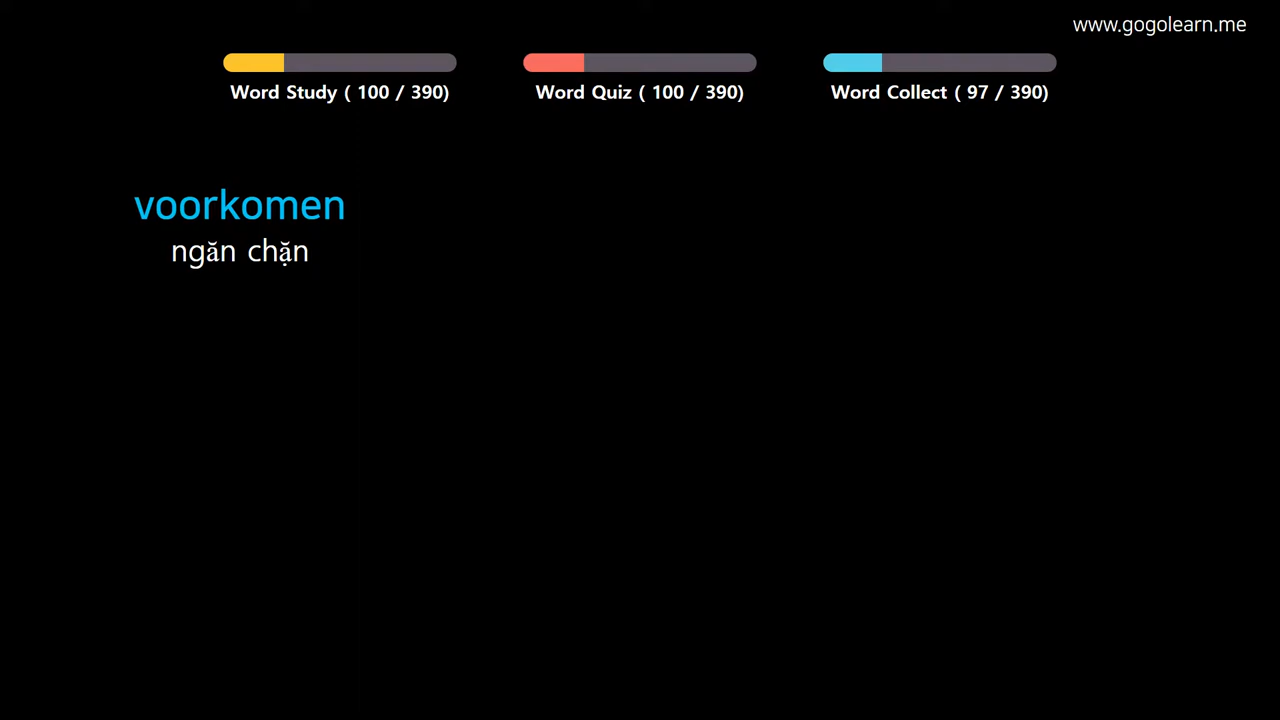 www.gogolearn.me
Word Study ( 100 / 390)
Word Quiz ( 100 / 390)
Word Collect ( 97 / 390)
voorkomen
ngăn chặn